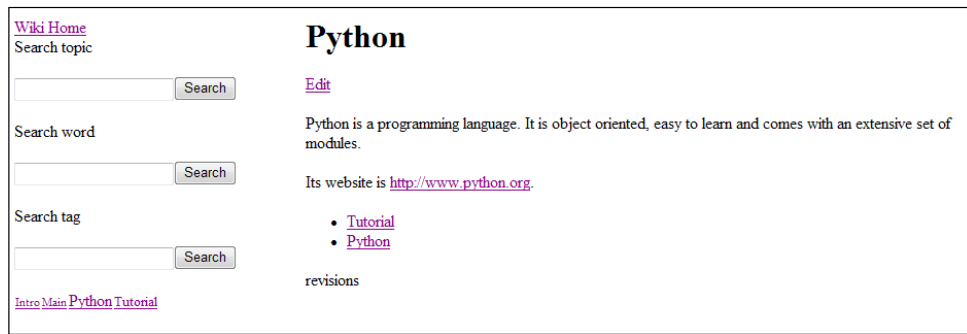 Wiki Home
Search topic
Search
Search word
Search
Search tag
Search
Intro Main Python Tutorial
Python
Edit
Python is a programming language. It is object oriented, easy to learn and comes with an extensive set of
modules.
Its website is http://www.python.org.
• Tutorial
• Python
revisions